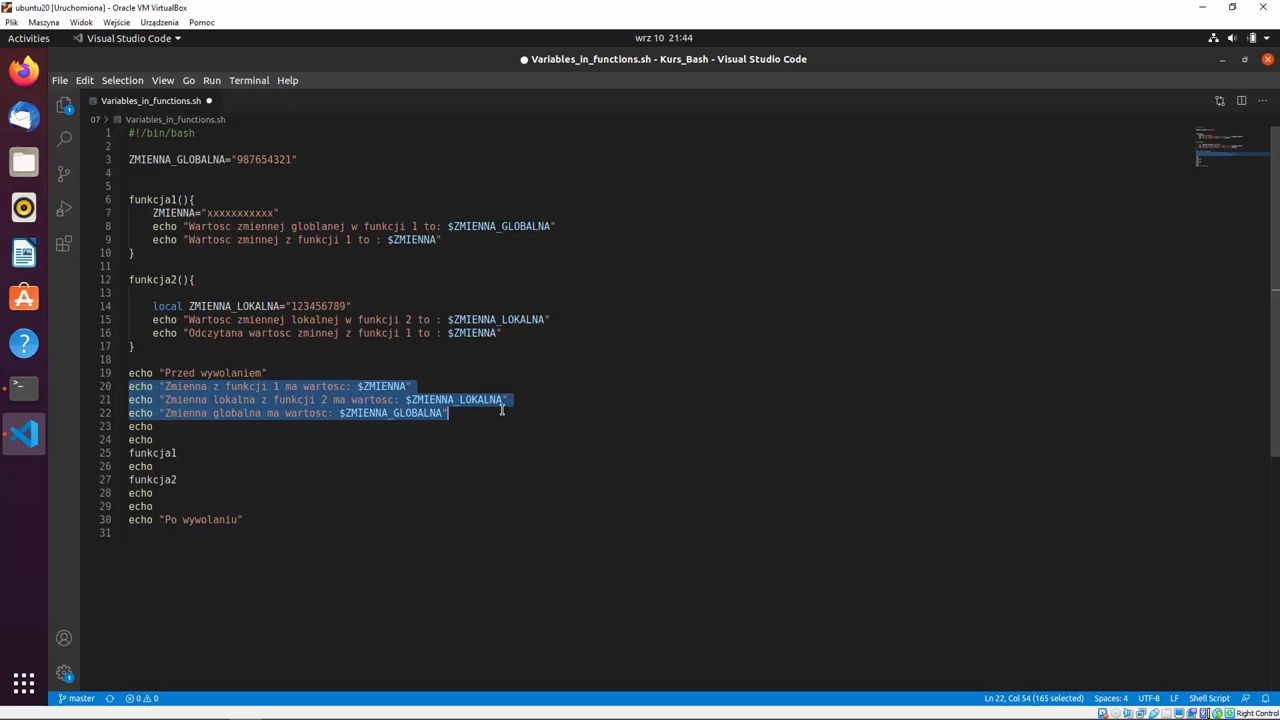 ubuntu20 [Uruchomiona] - Oracle VM VirtualBox
Plik Maszyna Widok Wejście Urządzenia Pomoc
Activities Visual Studio Code wrz 10 21:44
● Variables_in_functions.sh - Kurs_Bash - Visual Studio Code
File Edit Selection View Go Run Terminal Help
Variables_in_functions.sh ●
07 > Variables_in_functions.sh
1 #!/bin/bash
2
3 ZMIENNA_GLOBALNA="987654321"
4
5
6 funkcja1(){
7 ZMIENNA="xxxxxxxxxxx"
8 echo "Wartosc zmiennej globlanej w funkcji 1 to: $ZMIENNA_GLOBALNA"
9 echo "Wartosc zminnej z funkcji 1 to : $ZMIENNA"
10 }
11
12 funkcja2(){
13
14 local ZMIENNA_LOKALNA="123456789"
15 echo "Wartosc zmiennej lokalnej w funkcji 2 to : $ZMIENNA_LOKALNA"
16 echo "Odczytana wartosc zminnej z funkcji 1 to : $ZMIENNA"
17 }
18
19 echo "Przed wywolaniem"
20 echo "Zmienna z funkcji 1 ma wartosc: $ZMIENNA"
21 echo "Zmienna lokalna z funkcji 2 ma wartosc: $ZMIENNA_LOKALNA"
22 echo "Zmienna globalna ma wartosc: $ZMIENNA_GLOBALNA"
23 echo
24 echo
25 funkcja1
26 echo
27 funkcja2
28 echo
29 echo
30 echo "Po wywolaniu"
31
master 0 0 Ln 22, Col 54 (165 selected) Spaces: 4 UTF-8 LF Shell Script
Right Control